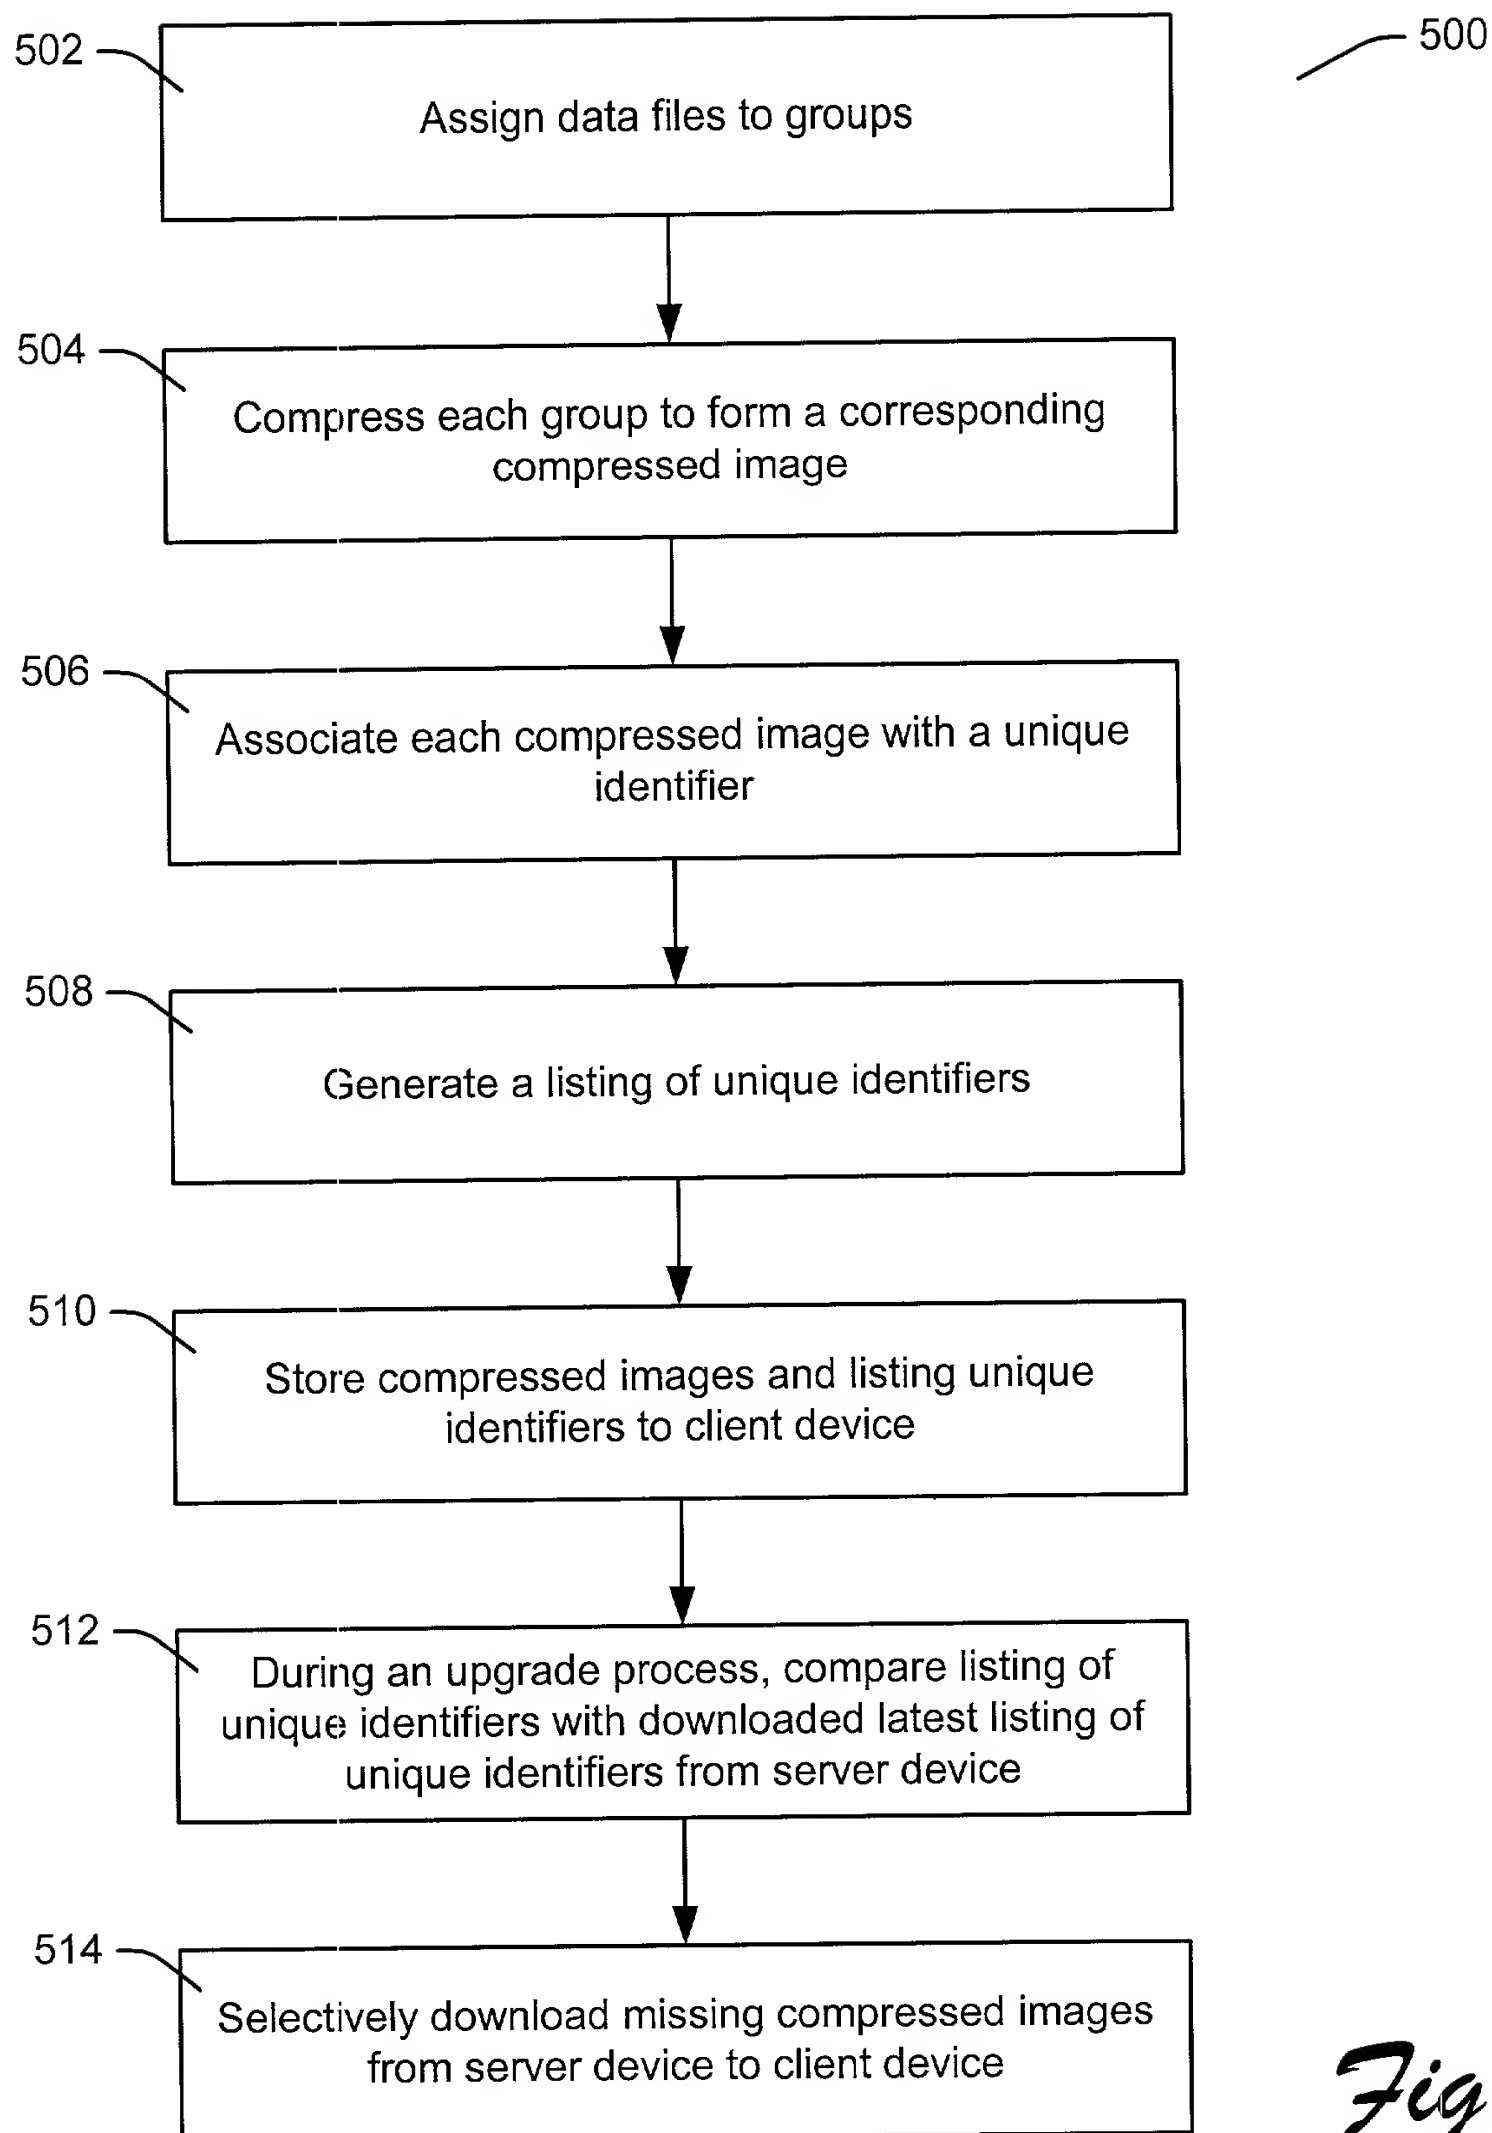 500
502
Assign data files to groups
504
Compress each group to form a corresponding
compressed image
506
Associate each compressed image with a unique
identifier
508
Generate a listing of unique identifiers
510
Store compressed images and listing unique
identifiers to client device
512
During an upgrade process, compare listing of
unique identifiers with downloaded latest listing of
unique identifiers from server device
514
Selectively download missing compressed images
from server device to client device
Fig